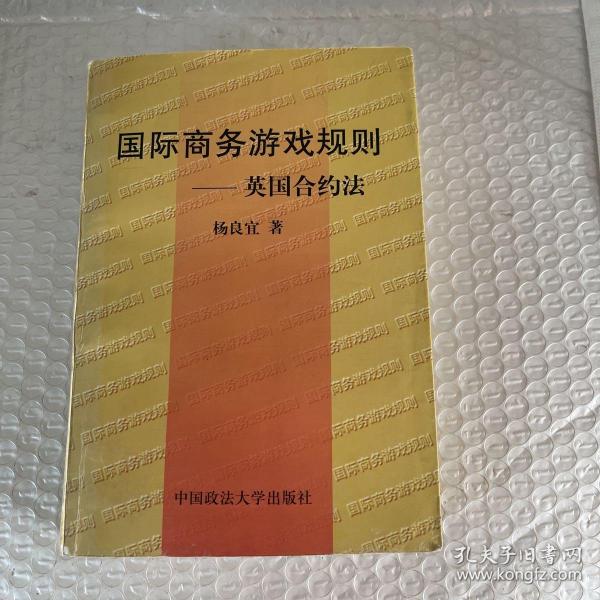 国际商务游戏规则
——英国合约法
杨良宜 著
中国政法大学出版社
孔夫子旧书网
www.kongfz.com